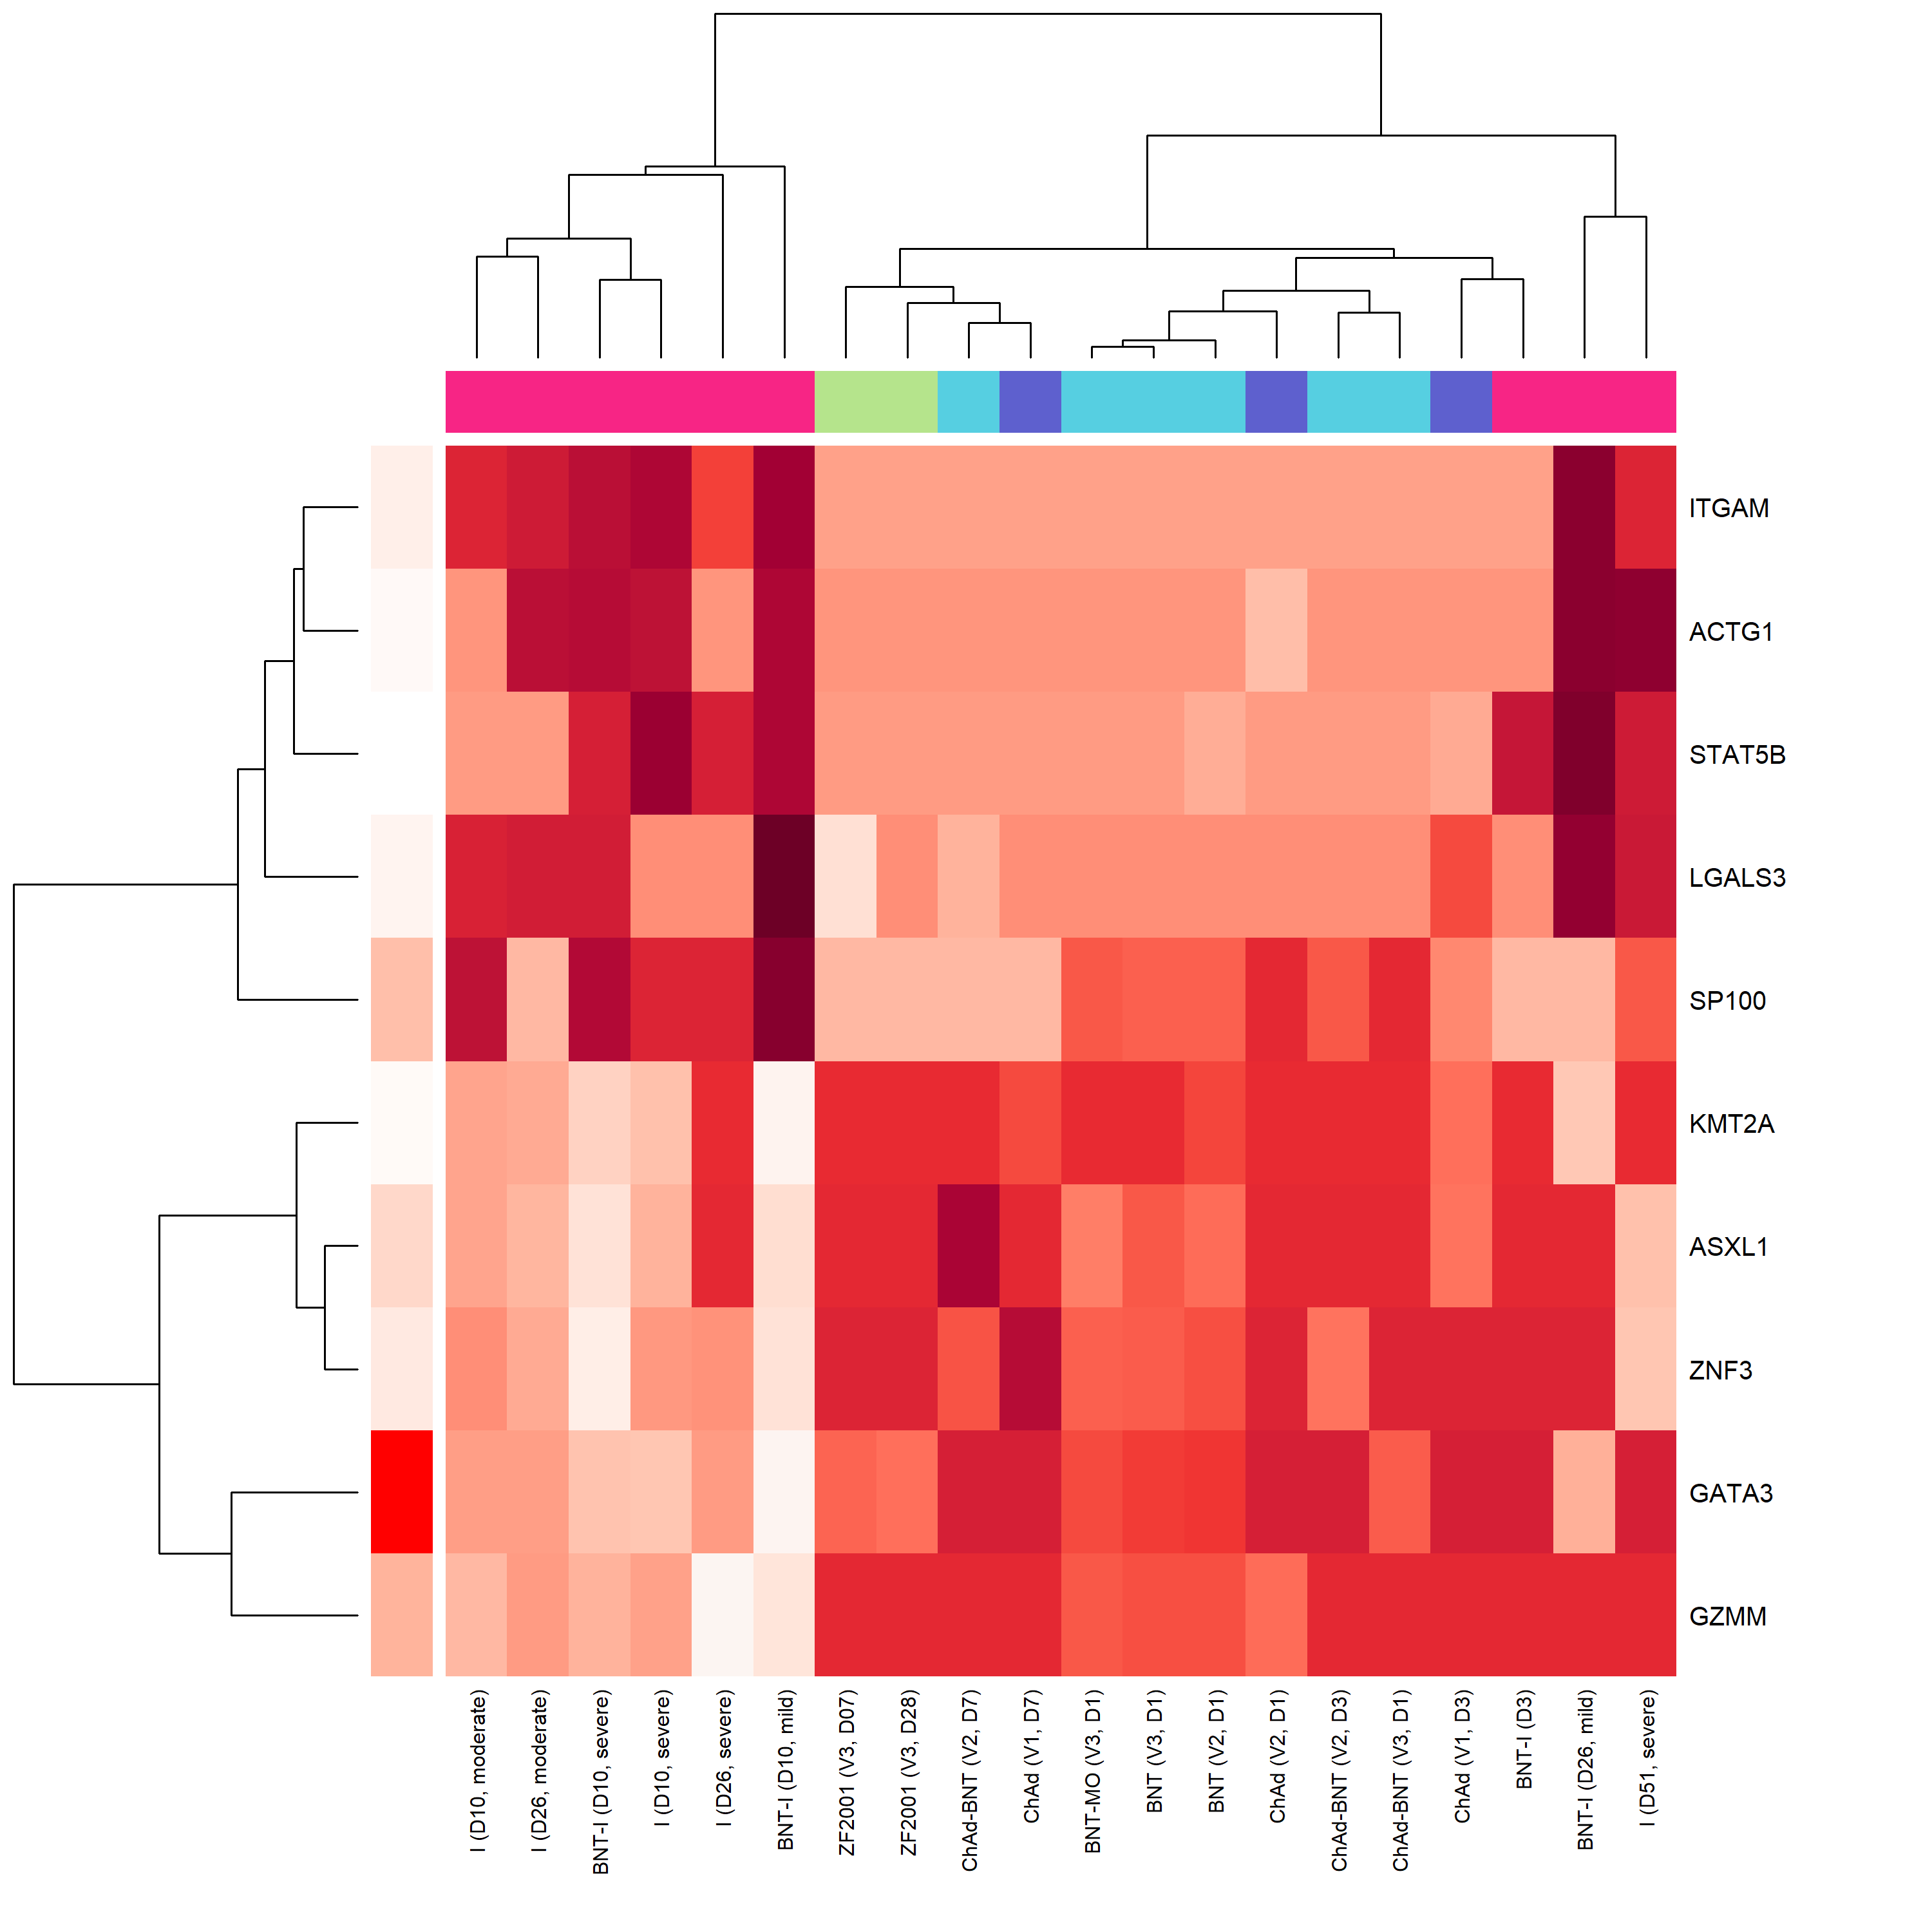 ITGAM
ACTG1
STAT5B
LGALS3
SP100
KMT2A
ASXL1
ZNF3
GATA3
GZMM
I (D10, moderate)
I (D26, moderate)
BNT-I (D10, severe)
I (D10, severe)
I (D26, severe)
BNT-I (D10, mild)
ZF2001 (V3, D07)
ZF2001 (V3, D28)
ChAd-BNT (V2, D7)
ChAd (V1, D7)
BNT-MO (V3, D1)
BNT (V3, D1)
BNT (V2, D1)
ChAd (V2, D1)
ChAd-BNT (V2, D3)
ChAd-BNT (V3, D1)
ChAd (V1, D3)
BNT-I (D3)
BNT-I (D26, mild)
I (D51, severe)